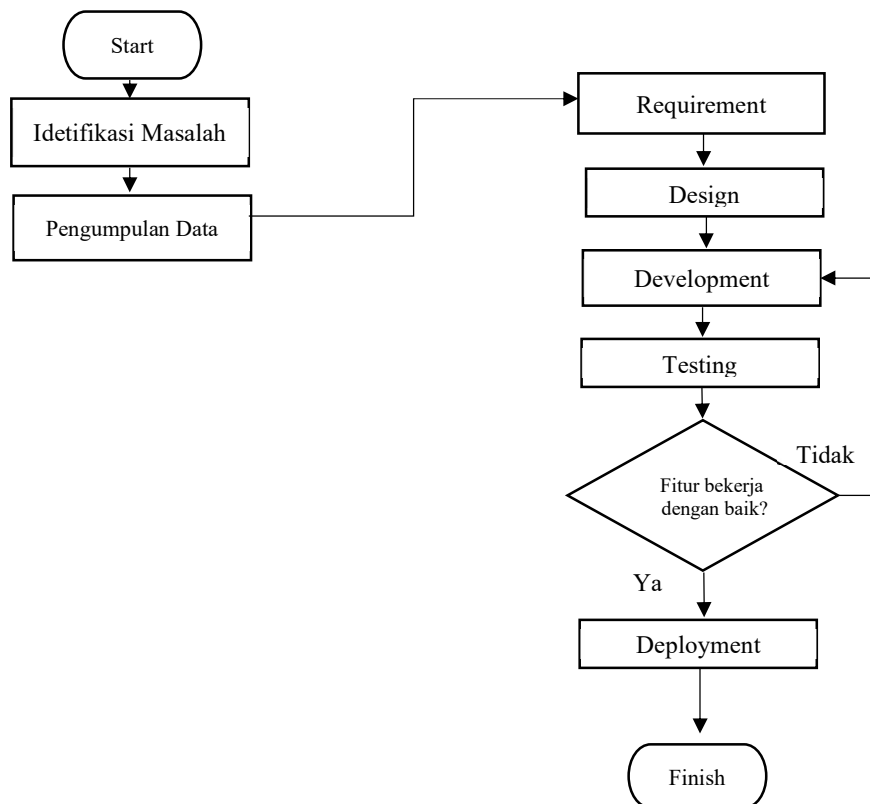 Start
Idetifikasi Masalah
Pengumpulan Data
Requirement
Design
Development
Testing
Fitur bekerja
dengan baik?
Tidak
Ya
Deployment
Finish